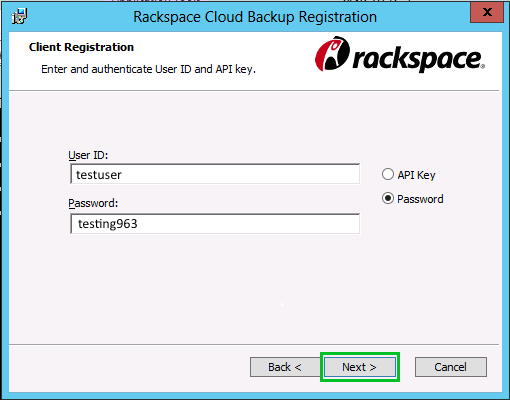 Rackspace Cloud Backup Registration
X
Client Registration
Enter and authenticate User ID and API key.
rackspace.
User ID:
testuser
API Key
Password
Password:
testing963
Back <
Next >
Cancel